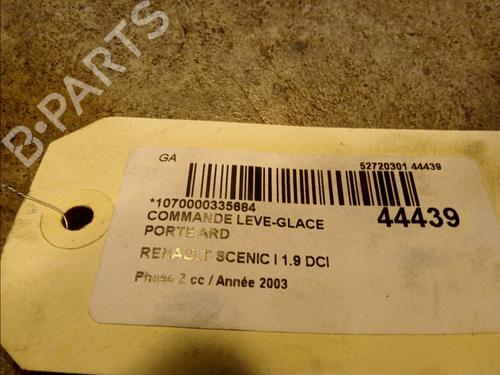 B-PARTS
GA
52720301 44439
*1070000335684
COMMANDE LEVE-GLACE
44439
PORTE ARD
RENAULT SCENIC I 1.9 DCI
Phase 2 cc / Année 2003